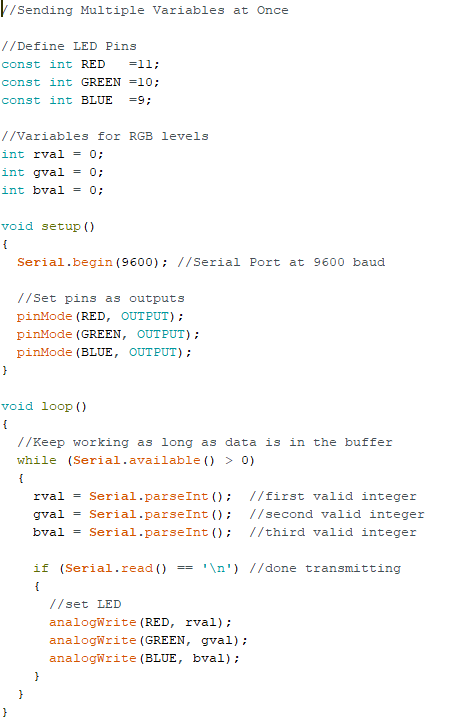 //Sending Multiple Variables at Once

//Define LED Pins
const int RED   =11;
const int GREEN =10;
const int BLUE  =9;

//Variables for RGB levels
int rval = 0;
int gval = 0;
int bval = 0;

void setup()
{
  Serial.begin(9600); //Serial Port at 9600 baud

  //Set pins as outputs
  pinMode(RED, OUTPUT);
  pinMode(GREEN, OUTPUT);
  pinMode(BLUE, OUTPUT);
}

void loop()
{
  //Keep working as long as data is in the buffer
  while (Serial.available() > 0)
  {
    rval = Serial.parseInt();  //first valid integer
    gval = Serial.parseInt();  //second valid integer
    bval = Serial.parseInt();  //third valid integer

    if (Serial.read() == '\n') //done transmitting
    {
      //set LED
      analogWrite(RED, rval);
      analogWrite(GREEN, gval);
      analogWrite(BLUE, bval);
    }
  }
}